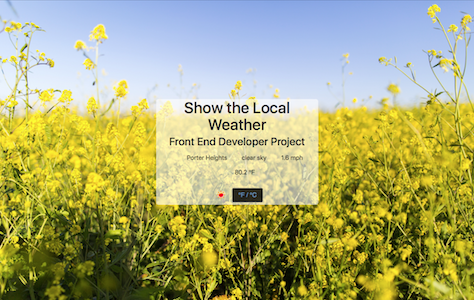 Show the Local
Weather
Front End Developer Project
Porter Heights clear sky 1.6 mph
80.2 °F
°F / °C